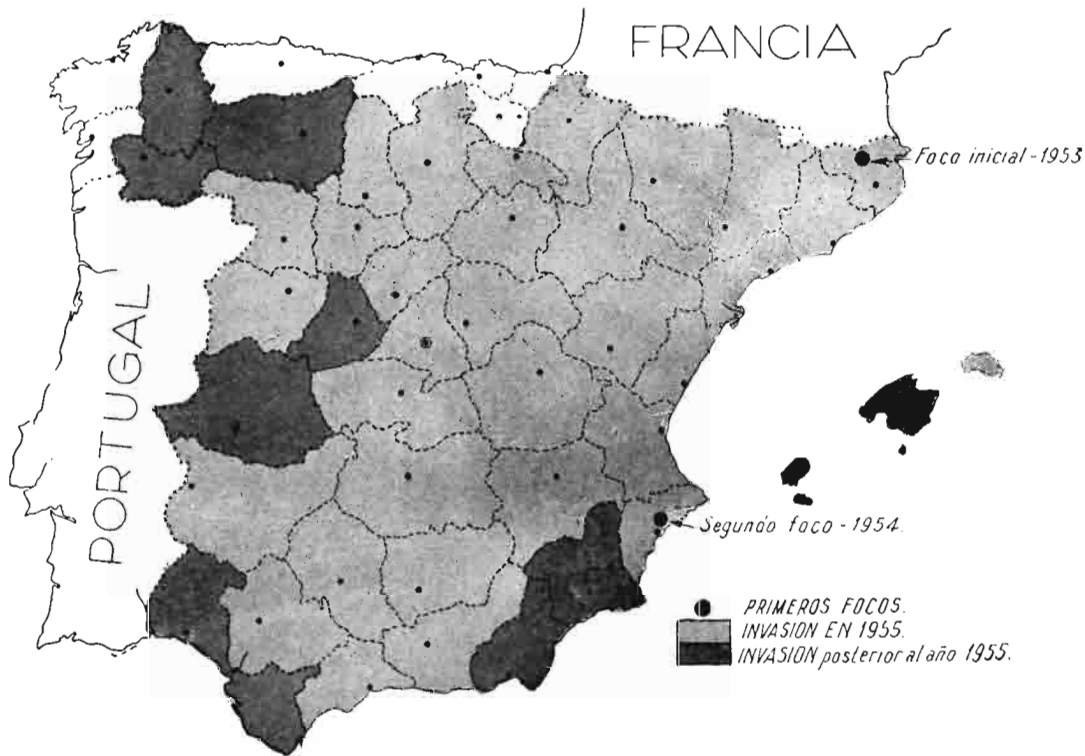 FRANCIA
Foco inicial - 1953
PORTUGAL
Segundo foco - 1954.
PRIMEROS FOCOS.
INVASION EN 1955.
INVASION posterior al año 1955.